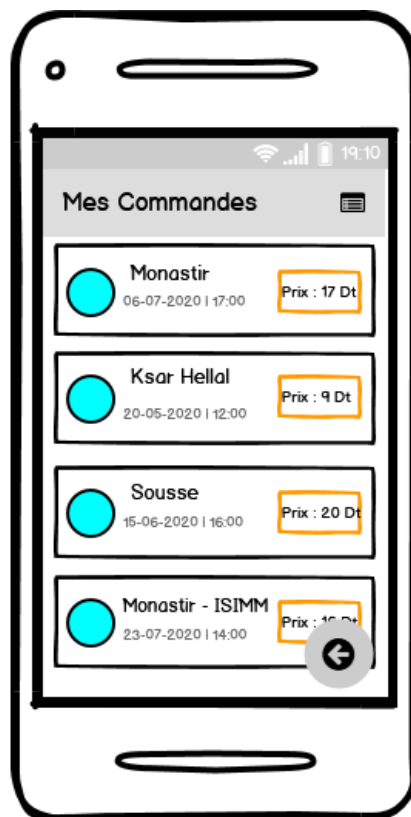 19:10
Mes Commandes
Monastir
06-07-2020 | 17:00
Prix : 17 Dt
Ksar Hellal
20-05-2020 | 12:00
Prix : 9 Dt
Sousse
15-06-2020 | 16:00
Prix : 20 Dt
Monastir - ISIMM
23-07-2020 | 14:00
Prix :